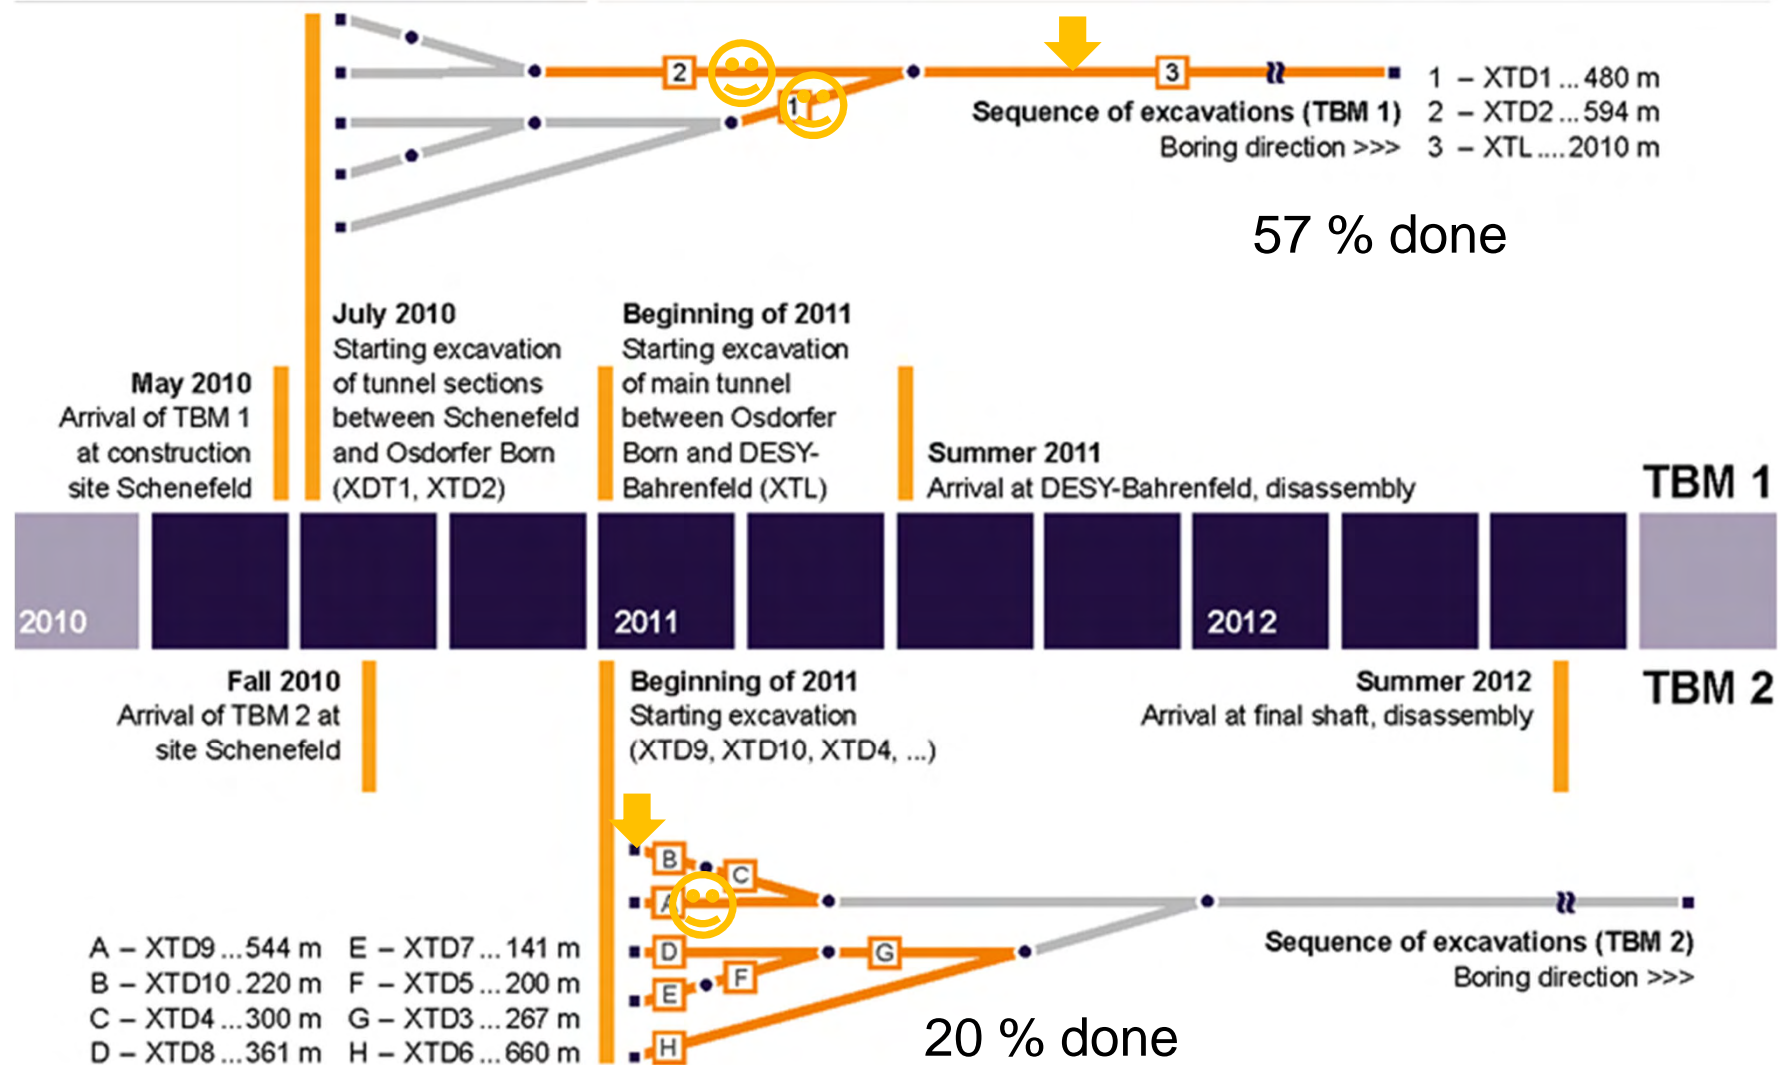 2
1
3
1 – XTD1 ... 480 m
Sequence of excavations (TBM 1)
2 – XTD2 ... 594 m
Boring direction >>>
3 – XTL .... 2010 m
57 % done
May 2010
Arrival of TBM 1
at construction
site Schenefeld
July 2010
Starting excavation
of tunnel sections
between Schenefeld
and Osdorfer Born
(XDT1, XTD2)
Beginning of 2011
Starting excavation
of main tunnel
between Osdorfer
Born and DESY-
Bahrenfeld (XTL)
Summer 2011
Arrival at DESY-Bahrenfeld, disassembly
TBM 1
2010
2011
2012
TBM 2
Fall 2010
Arrival of TBM 2 at
site Schenefeld
Beginning of 2011
Starting excavation
(XTD9, XTD10, XTD4, ...)
Summer 2012
Arrival at final shaft, disassembly
B
C
A
D
G
F
E
H
Sequence of excavations (TBM 2)
Boring direction >>>
A – XTD9 ... 544 m
B – XTD10 . 220 m
C – XTD4 ... 300 m
D – XTD8 ... 361 m
E – XTD7 ... 141 m
F – XTD5 ... 200 m
G – XTD3 ... 267 m
H – XTD6 ... 660 m
20 % done